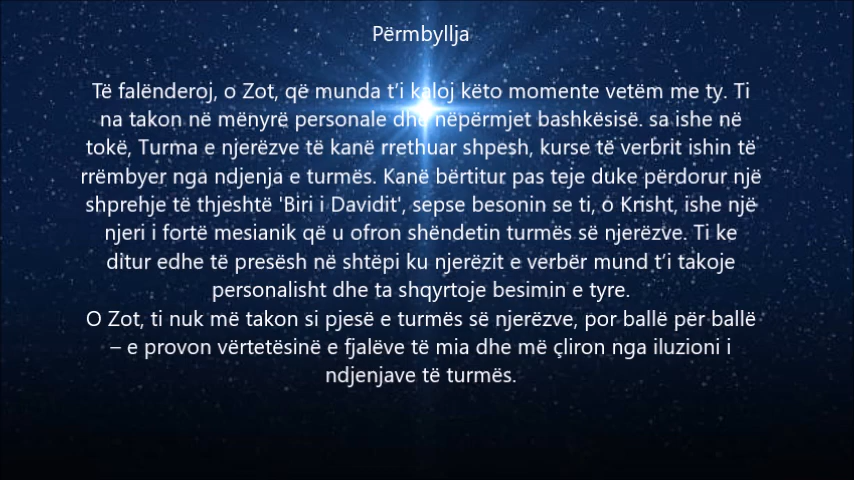 Përmbyllja
Të falënderoj, o Zot, që munda t’i kaloj këto momente vetëm me ty. Ti
na takon në mënyrë personale dhe nëpërmjet bashkësisë. sa ishe në
tokë, Turma e njerëzve të kanë rrethuar shpesh, kurse të verbrit ishin të
rrëmbyer nga ndjenja e turmës. Kanë bërtitur pas teje duke përdorur një
shprehje të thjeshtë 'Biri i Davidit', sepse besonin se ti, o Krisht, ishe një
njeri i fortë mesianik që u ofron shëndetin turmës së njerëzve. Ti ke
ditur edhe të presësh në shtëpi ku njerëzit e verbër mund t’i takoje
personalisht dhe ta shqyrtoje besimin e tyre.
O Zot, ti nuk më takon si pjesë e turmës së njerëzve, por ballë për ballë
– e provon vërtetësinë e fjalëve të mia dhe më çliron nga iluzioni i
ndjenjave të turmës.